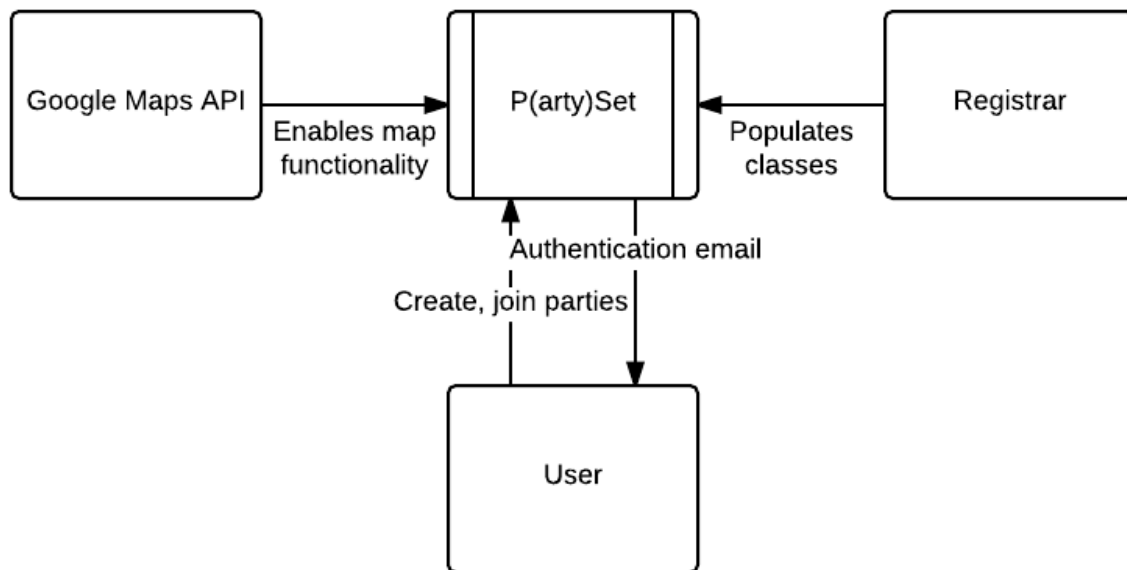 Google Maps API
P(arty)Set
Registrar
Enables map
functionality
Populates
classes
Authentication email
Create, join parties
User